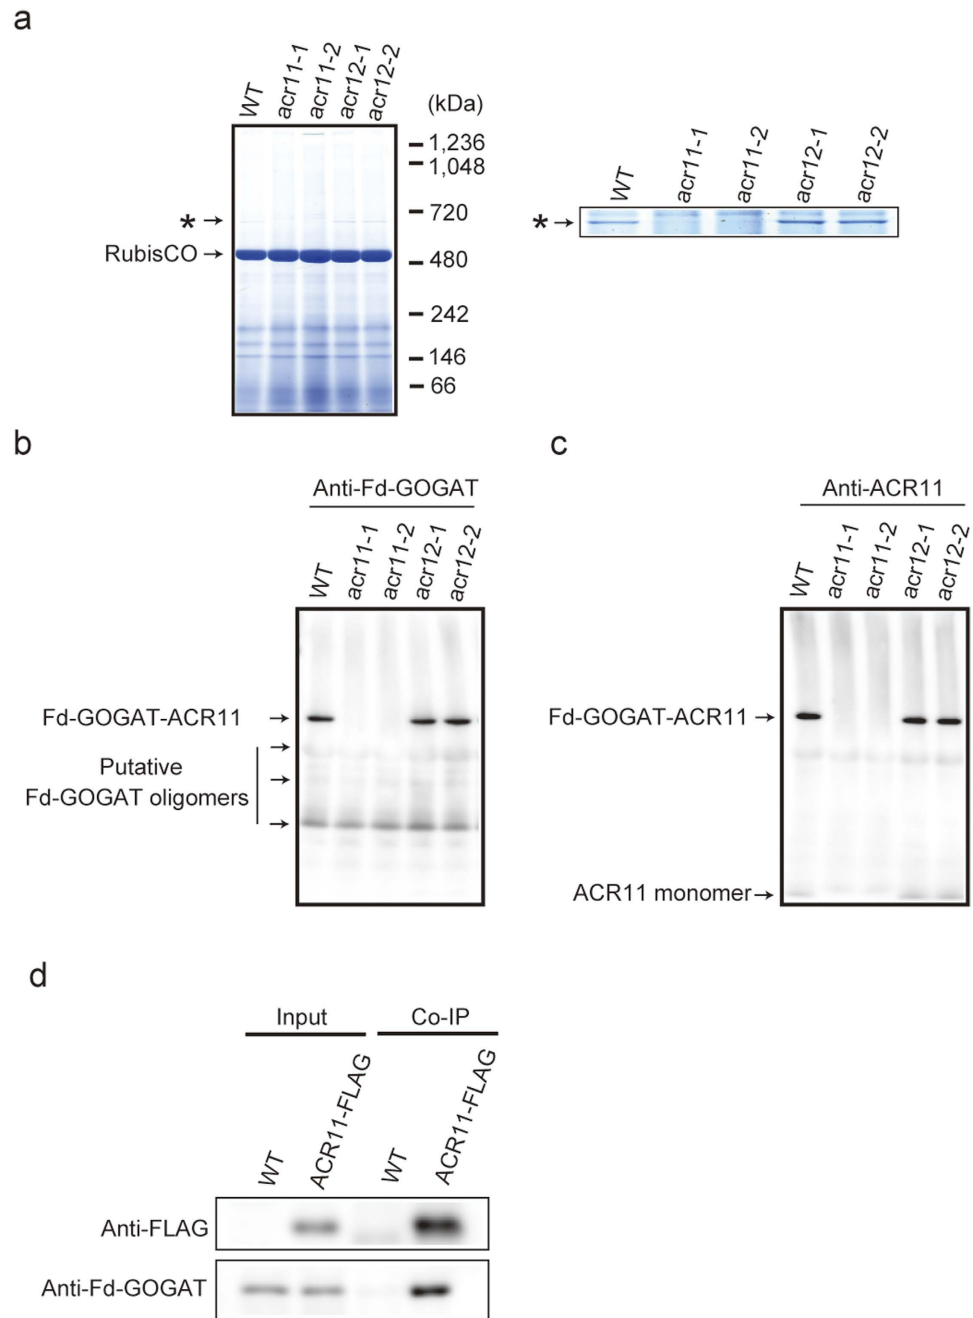 a
WT
acr11-1
acr11-2
acr12-1
acr12-2
(kDa)
1,236
1,048
720
480
242
146
66
*
RubisCO
WT
acr11-1
acr11-2
acr12-1
acr12-2
*
b
Anti-Fd-GOGAT
WT
acr11-1
acr11-2
acr12-1
acr12-2
Fd-GOGAT-ACR11
Putative
Fd-GOGAT oligomers
c
Anti-ACR11
WT
acr11-1
acr11-2
acr12-1
acr12-2
Fd-GOGAT-ACR11
ACR11 monomer
d
Input
Co-IP
WT
ACR11-FLAG
WT
ACR11-FLAG
Anti-FLAG
Anti-Fd-GOGAT